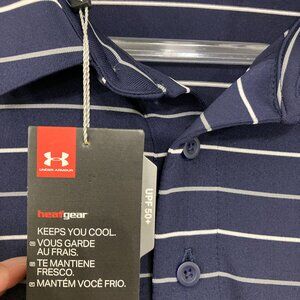 UNDER ARMOUR
heatgear
KEEPS YOU COOL.
VOUS GARDE
AU FRAIS.
TE MANTIENE
FRESCO.
MANTÉM VOCÊ FRIO.
UPF 50+